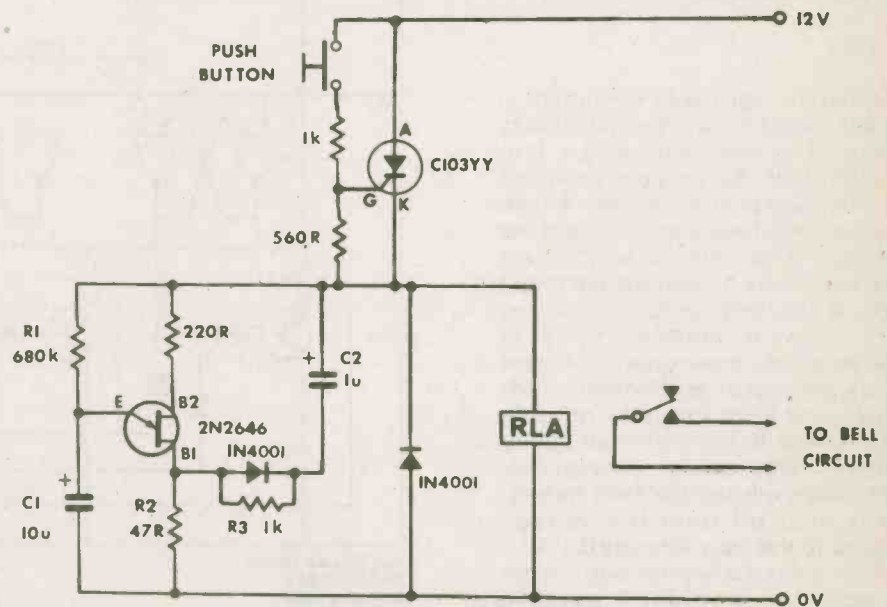 12V
PUSH
BUTTON
1k
A
C103YY
G
K
560R
R1
680k
220R
C2
1u
+
E
B2
2N2646
B1
1N4001
+
C1
10u
R2
47R
R3 1k
1N4001
RLA
TO BELL
CIRCUIT
0V